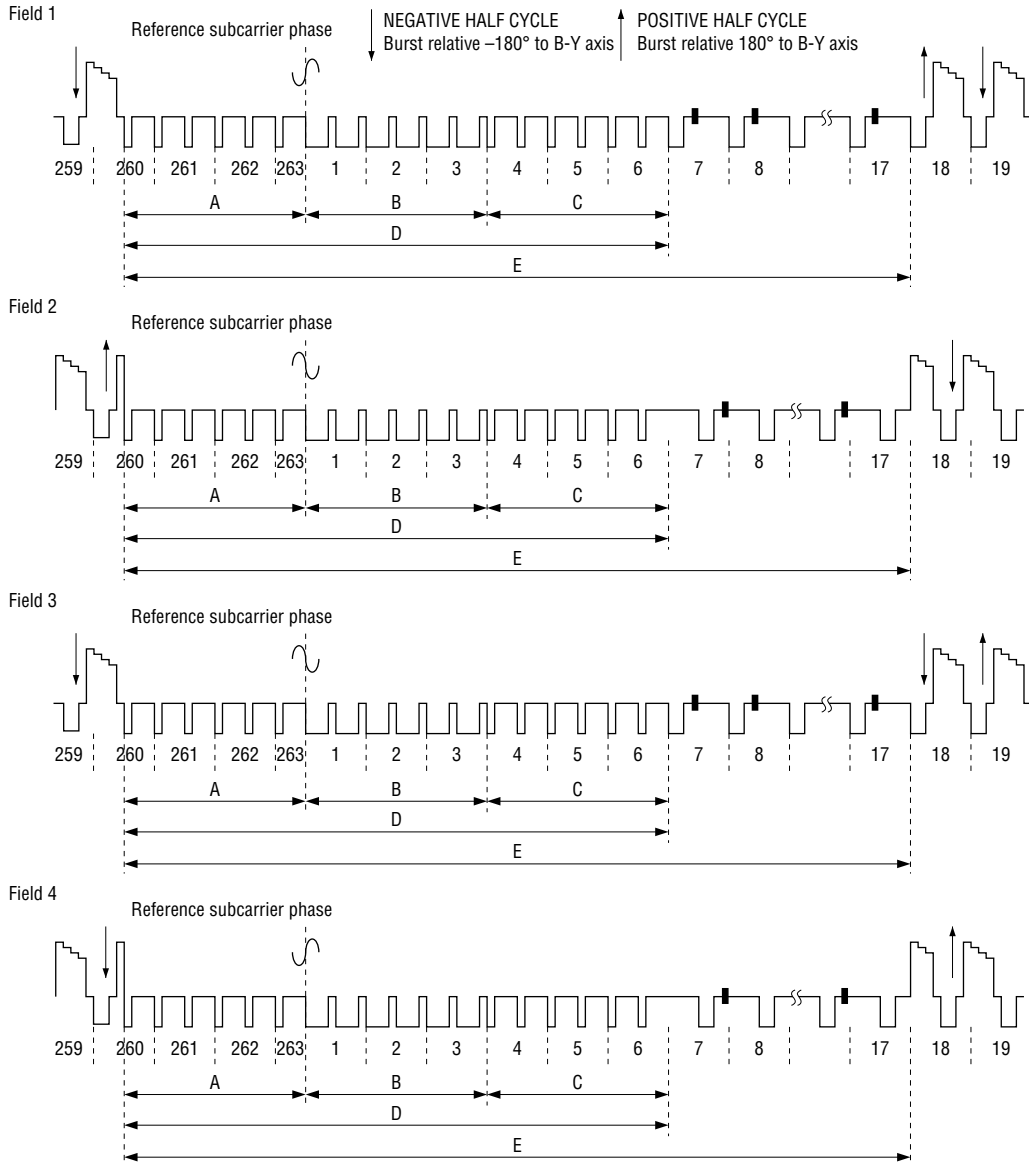 Field 1
Reference subcarrier phase
NEGATIVE HALF CYCLE
Burst relative –180° to B-Y axis
POSITIVE HALF CYCLE
Burst relative 180° to B-Y axis
259 260 261 262 263 1 2 3 4 5 6 7 8 17 18 19
A B C
D
E
Field 2
Reference subcarrier phase
259 260 261 262 263 1 2 3 4 5 6 7 8 17 18 19
A B C
D
E
Field 3
Reference subcarrier phase
259 260 261 262 263 1 2 3 4 5 6 7 8 17 18 19
A B C
D
E
Field 4
Reference subcarrier phase
259 260 261 262 263 1 2 3 4 5 6 7 8 17 18 19
A B C
D
E